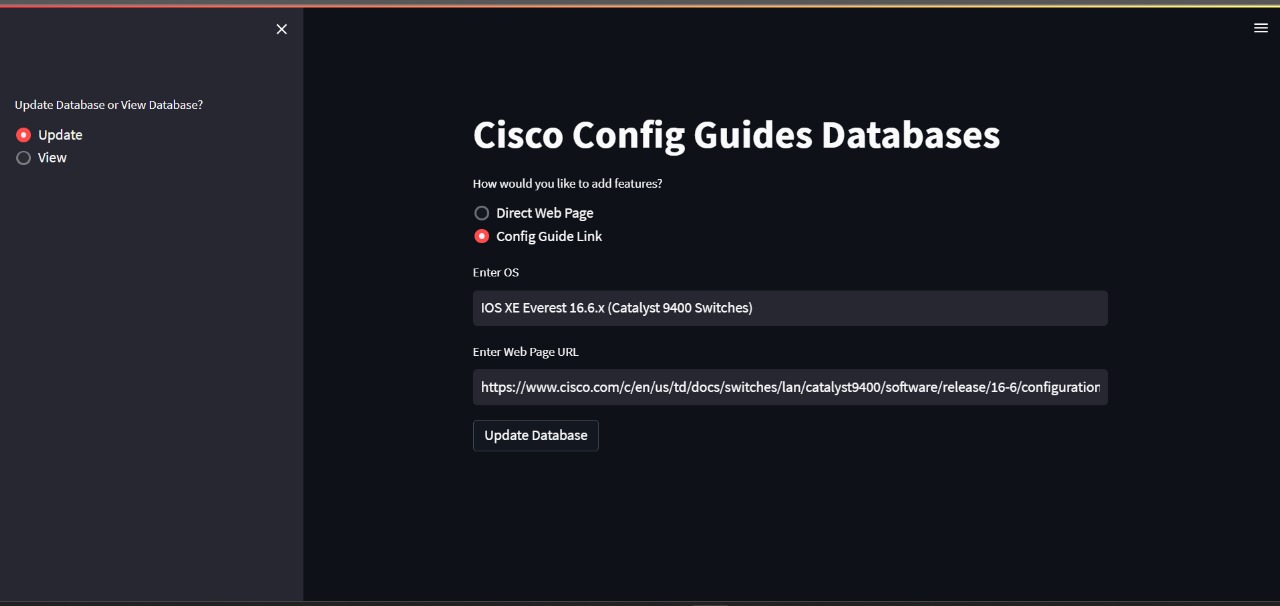 Update Database or View Database?
Update
View
Cisco Config Guides Databases
How would you like to add features?
Direct Web Page
Config Guide Link
Enter OS
IOS XE Everest 16.6.x (Catalyst 9400 Switches)
Enter Web Page URL
https://www.cisco.com/c/en/us/td/docs/switches/lan/catalyst9400/software/release/16-6/configuration
Update Database